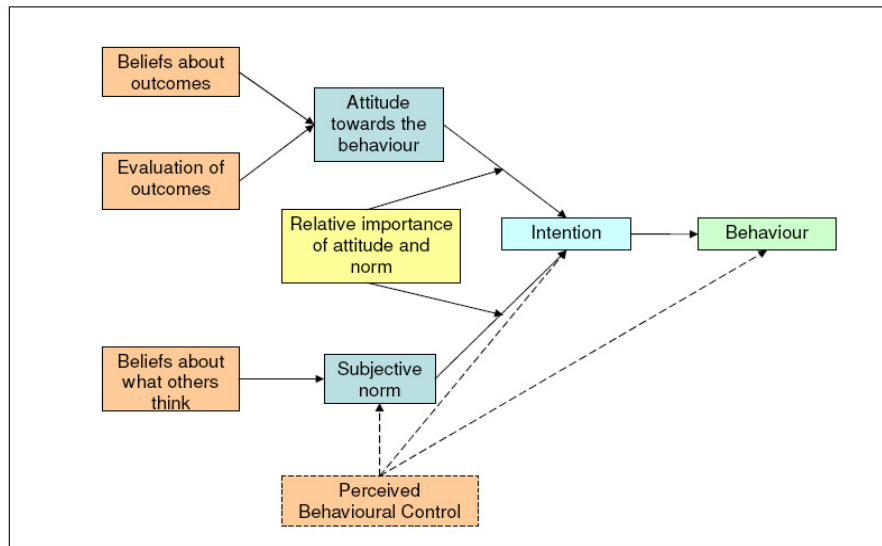 Beliefs about
outcomes
Attitude
towards the
behaviour
Evaluation of
outcomes
Relative importance
of attitude and
norm
Intention
Behaviour
Beliefs about
what others
think
Subjective
norm
Perceived
Behavioural Control